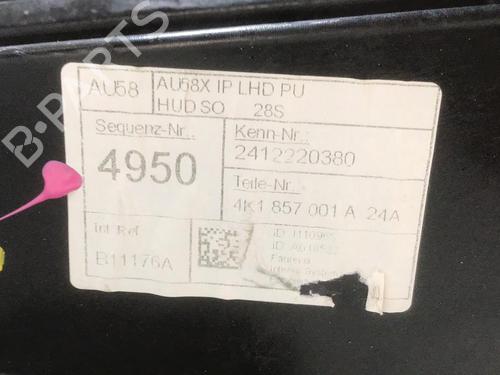 B-PARTS
AU58
AU58X IP LHD PU
HUD SO 28S
Sequenz-Nr.:
4950
Kenn-Nr.:
2412220380
Teile-Nr.
4K1 857 001 A 24A
Int. Ref
B11176A
Faurecia